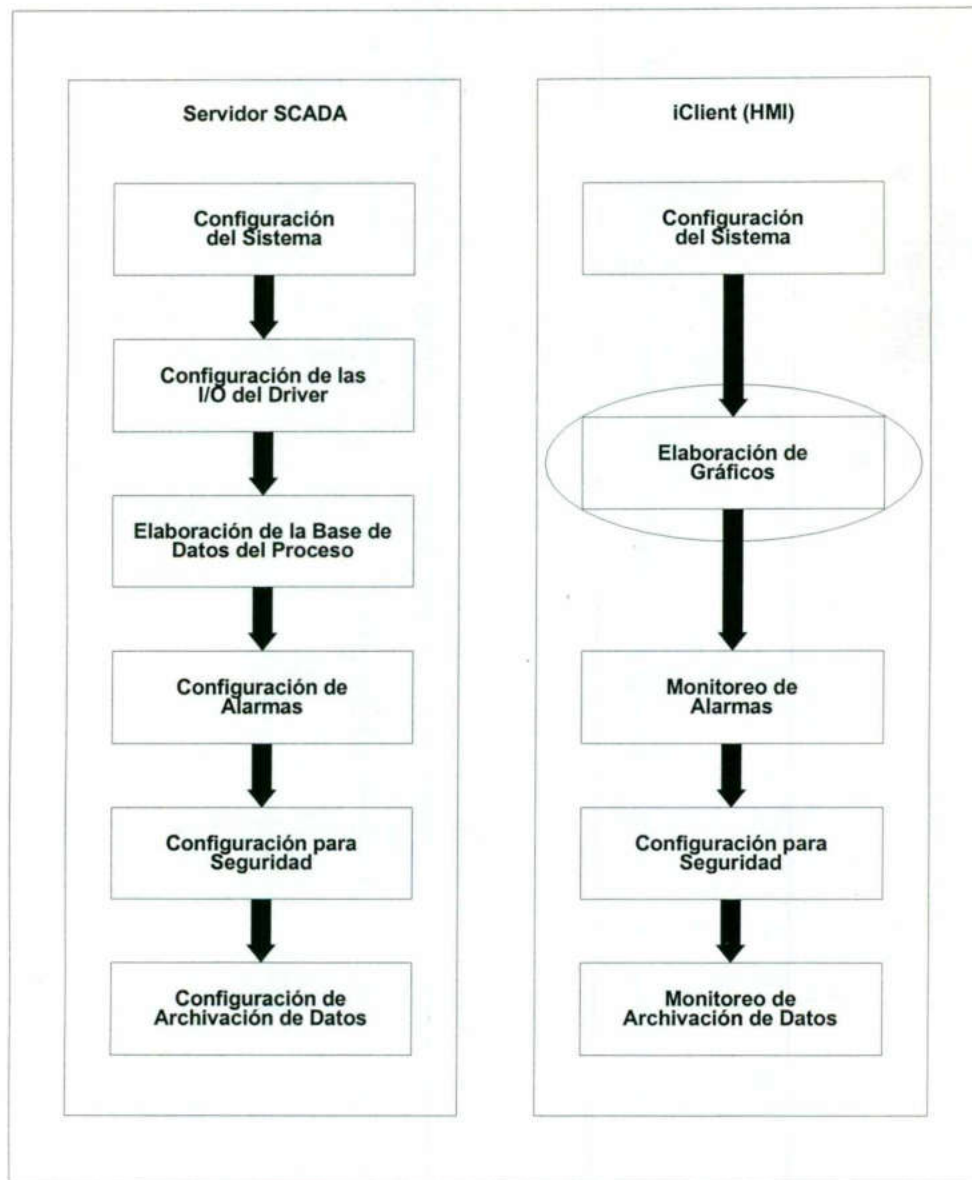 Servidor SCADA
Configuración
del Sistema
Configuración de las
I/O del Driver
Elaboración de la Base de
Datos del Proceso
Configuración de
Alarmas
Configuración para
Seguridad
Configuración de
Archivación de Datos
iClient (HMI)
Configuración
del Sistema
Elaboración de
Gráficos
Monitoreo de
Alarmas
Configuración para
Seguridad
Monitoreo de
Archivación de Datos